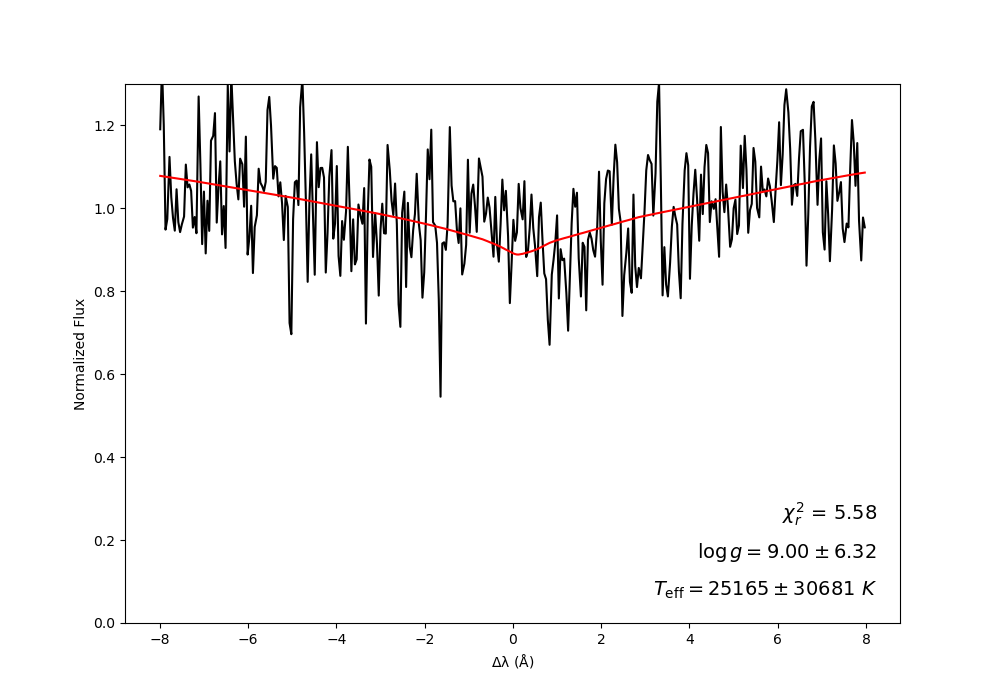 1.2
1.0
0.8
0.6
0.4
0.2
0.0
Normalized Flux
χ²ᵣ = 5.58
log g = 9.00 ± 6.32
T_eff = 25165 ± 30681 K
−8 −6 −4 −2 0 2 4 6 8
Δλ (Å)